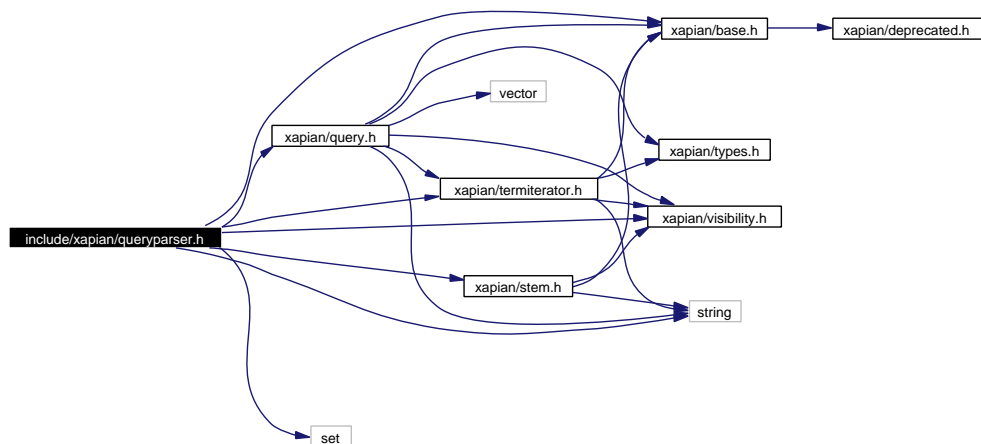 xapian/base.h
xapian/deprecated.h
vector
xapian/query.h
xapian/types.h
xapian/termiterator.h
xapian/visibility.h
include/xapian/queryparser.h
xapian/stem.h
string
set